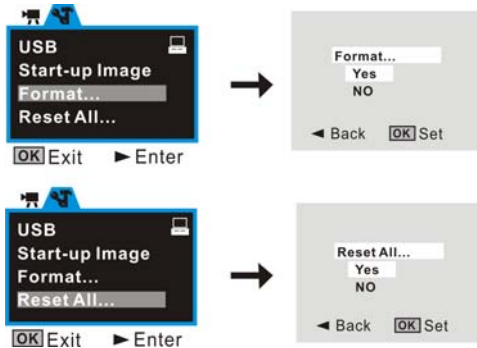 USB
Start-up Image
Format...
Reset All...
OK Exit ► Enter
Format...
Yes
NO
◄ Back OK Set
USB
Start-up Image
Format...
Reset All...
OK Exit ► Enter
Reset All...
Yes
NO
◄ Back OK Set